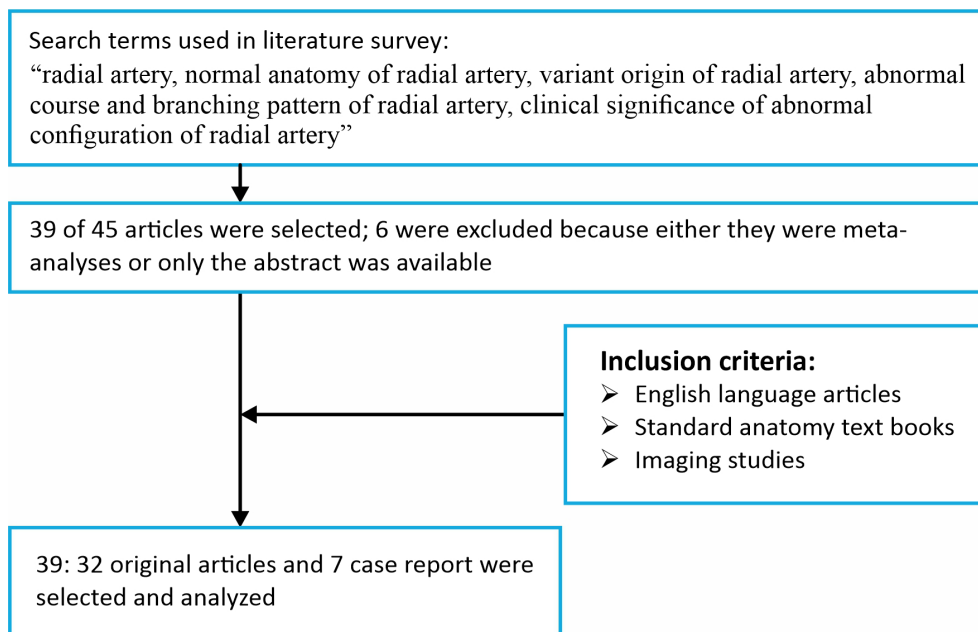 Search terms used in literature survey:
“radial artery, normal anatomy of radial artery, variant origin of radial artery, abnormal
course and branching pattern of radial artery, clinical significance of abnormal
configuration of radial artery”
39 of 45 articles were selected; 6 were excluded because either they were meta-
analyses or only the abstract was available
Inclusion criteria:
➢ English language articles
➢ Standard anatomy text books
➢ Imaging studies
39: 32 original articles and 7 case report were
selected and analyzed